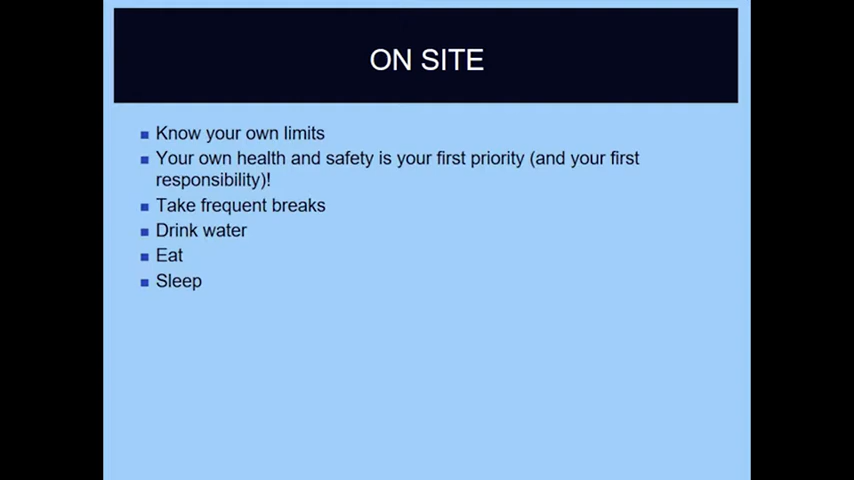 ON SITE
Know your own limits
Your own health and safety is your first priority (and your first
responsibility)!
Take frequent breaks
Drink water
Eat
Sleep